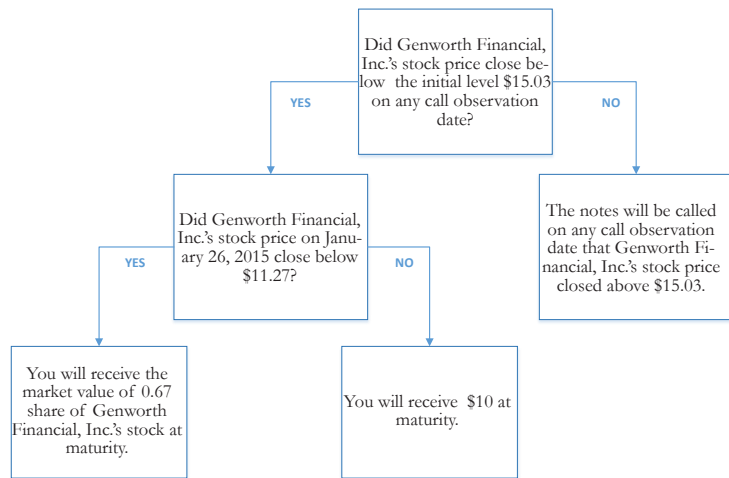 Did Genworth Financial,
Inc.'s stock price close be-
low the initial level $15.03
on any call observation
date?
YES
NO
Did Genworth Financial,
Inc.'s stock price on Janu-
ary 26, 2015 close below
$11.27?
The notes will be called
on any call observation
date that Genworth Fi-
nancial, Inc.'s stock price
closed above $15.03.
YES
NO
You will receive the
market value of 0.67
share of Genworth
Financial, Inc.'s stock at
maturity.
You will receive $10 at
maturity.